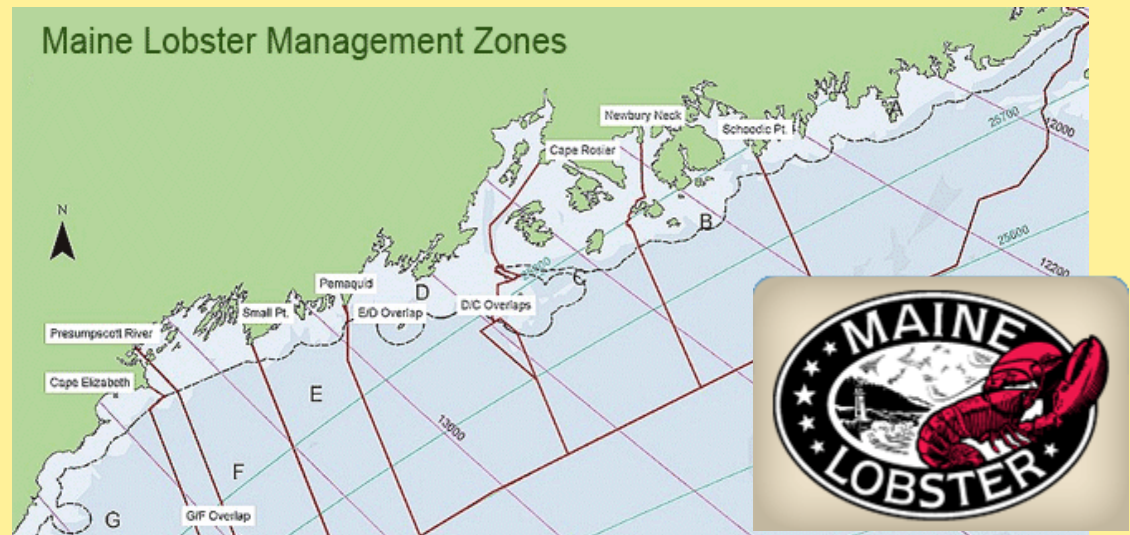 Maine Lobster Management Zones
Newbury Neck
Schoodic Pt.
A
25700
12000
Cape Rosier
N
B
25600
12200
C
Pemaquid
D
E/D Overlap
D/C Overlaps
Small Pt.
Presumpscott River
Cape Elizabeth
E
13000
F
G
G/F Overlap
MAINE
LOBSTER